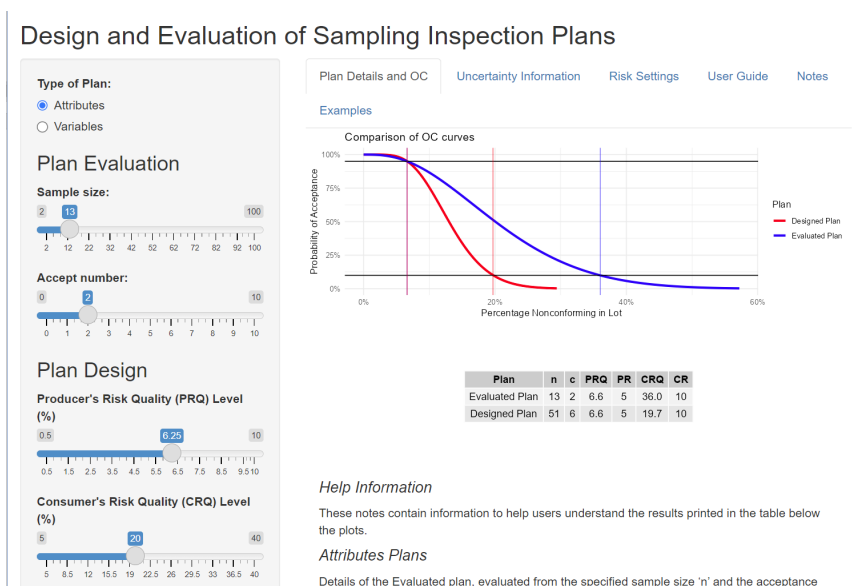 Design and Evaluation of Sampling Inspection Plans
Type of Plan:
Attributes
Variables
Plan Evaluation
Sample size:
2 13 100
2 12 22 32 42 52 62 72 82 92 100
Accept number:
0 2 10
0 1 2 3 4 5 6 7 8 9 10
Plan Design
Producer's Risk Quality (PRQ) Level
(%)
0.5 6.25 10
0.5 1.5 2.5 3.5 4.5 5.5 6.5 7.5 8.5 9.5 10
Consumer's Risk Quality (CRQ) Level
(%)
5 20 40
5 8.5 12 15.5 19 22.5 26 29.5 33 36.5 40
Plan Details and OC Uncertainty Information Risk Settings User Guide Notes
Examples
Comparison of OC curves
Probability of Acceptance
100%
75%
50%
25%
0%
0% 20% 40% 60%
Percentage Nonconforming in Lot
Plan
Designed Plan
Evaluated Plan
Plan n c PRQ PR CRQ CR
Evaluated Plan 13 2 6.6 5 36.0 10
Designed Plan 51 6 6.6 5 19.7 10
Help Information
These notes contain information to help users understand the results printed in the table below
the plots.
Attributes Plans
Details of the Evaluated plan, evaluated from the specified sample size 'n' and the acceptance